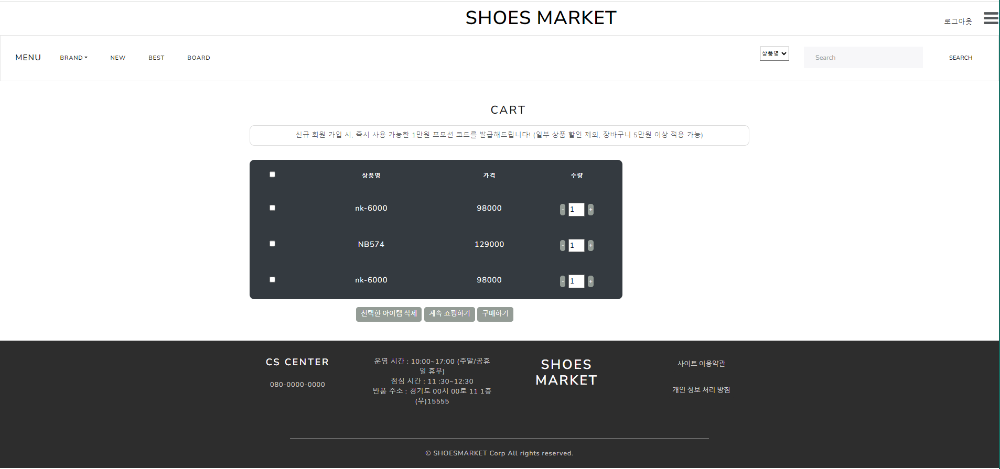 SHOES MARKET
로그아웃
MENU BRAND NEW BEST BOARD 상품명 Search SEARCH
CART
신규 회원 가입 시, 즉시 사용 가능한 1만원 프모션 코드를 발급해드립니다! (일부 상품 할인 제외, 장바구니 5만원 이상 적용 가능)
상품명 가격 수량
nk-6000 98000 - 1 +
NB574 129000 - 1 +
nk-6000 98000 - 1 +
선택한 아이템 삭제 계속 쇼핑하기 구매하기
CS CENTER
080-0000-0000
운영 시간 : 10:00~17:00 (주말/공휴
일 휴무)
점심 시간 : 11 :30~12:30
반품 주소 : 경기도 00시 00로 11 1층
(우)15555
SHOES
MARKET
사이트 이용약관
개인 정보 처리 방침
© SHOESMARKET Corp All rights reserved.